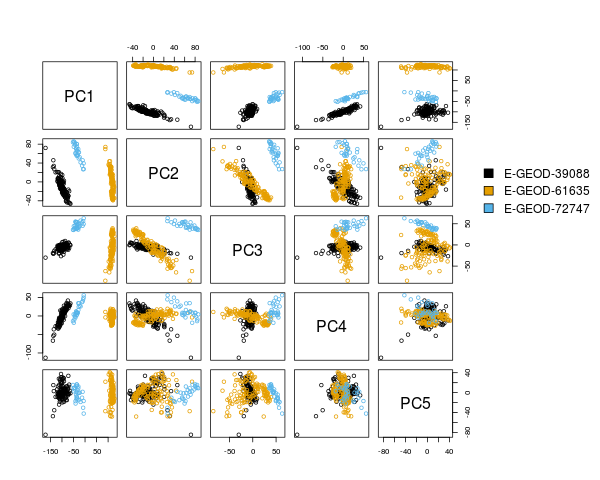 -40 0 40 80
-100 0 50
PC1
-150 -50 0 50
-40 0 40 80
PC2
E-GEOD-39088
E-GEOD-61635
E-GEOD-72747
PC3
-50 0 50
-100 0 50
PC4
PC5
-80 -40 0 40
-150 -50 0 50
-50 0 50
-80 -40 0 40